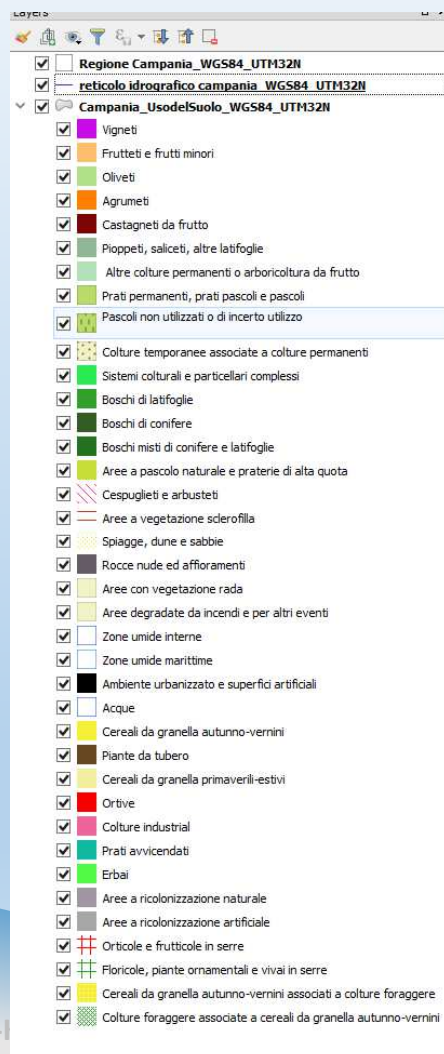 Layers
Regione Campania_WGS84_UTM32N
reticolo idrografico campania_WGS84_UTM32N
Campania_UsodelSuolo_WGS84_UTM32N
Vigneti
Frutteti e frutti minori
Oliveti
Agrumeti
Castagneti da frutto
Pioppeti, saliceti, altre latifoglie
Altre colture permanenti o arboricoltura da frutto
Prati permanenti, prati pascoli e pascoli
Pascoli non utilizzati o di incerto utilizzo
Colture temporanee associate a colture permanenti
Sistemi colturali e particellari complessi
Boschi di latifoglie
Boschi di conifere
Boschi misti di conifere e latifoglie
Aree a pascolo naturale e praterie di alta quota
Cespuglieti e arbusteti
Aree a vegetazione sclerofilla
Spiagge, dune e sabbie
Rocce nude ed affioramenti
Aree con vegetazione rada
Aree degradate da incendi e per altri eventi
Zone umide interne
Zone umide marittime
Ambiente urbanizzato e superfici artificiali
Acque
Cereali da granella autunno-vernini
Piante da tubero
Cereali da granella primaverili-estivi
Ortive
Colture industrial
Prati avvicendati
Erbai
Aree a ricolonizzazione naturale
Aree a ricolonizzazione artificiale
Orticole e frutticole in serre
Floricole, piante ornamentali e vivai in serre
Cereali da granella autunno-vernini associati a colture foraggere
Colture foraggere associate a cereali da granella autunno-vernini